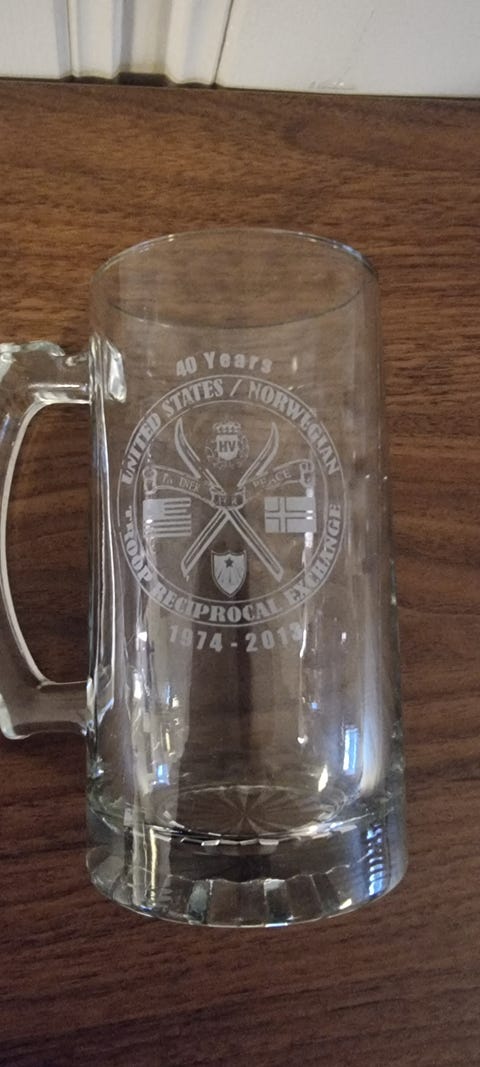 40 Years
UNITED STATES / NORWEGIAN
HV
PEACE
TROOP RECIPROCAL EXCHANGE
1974 - 2013